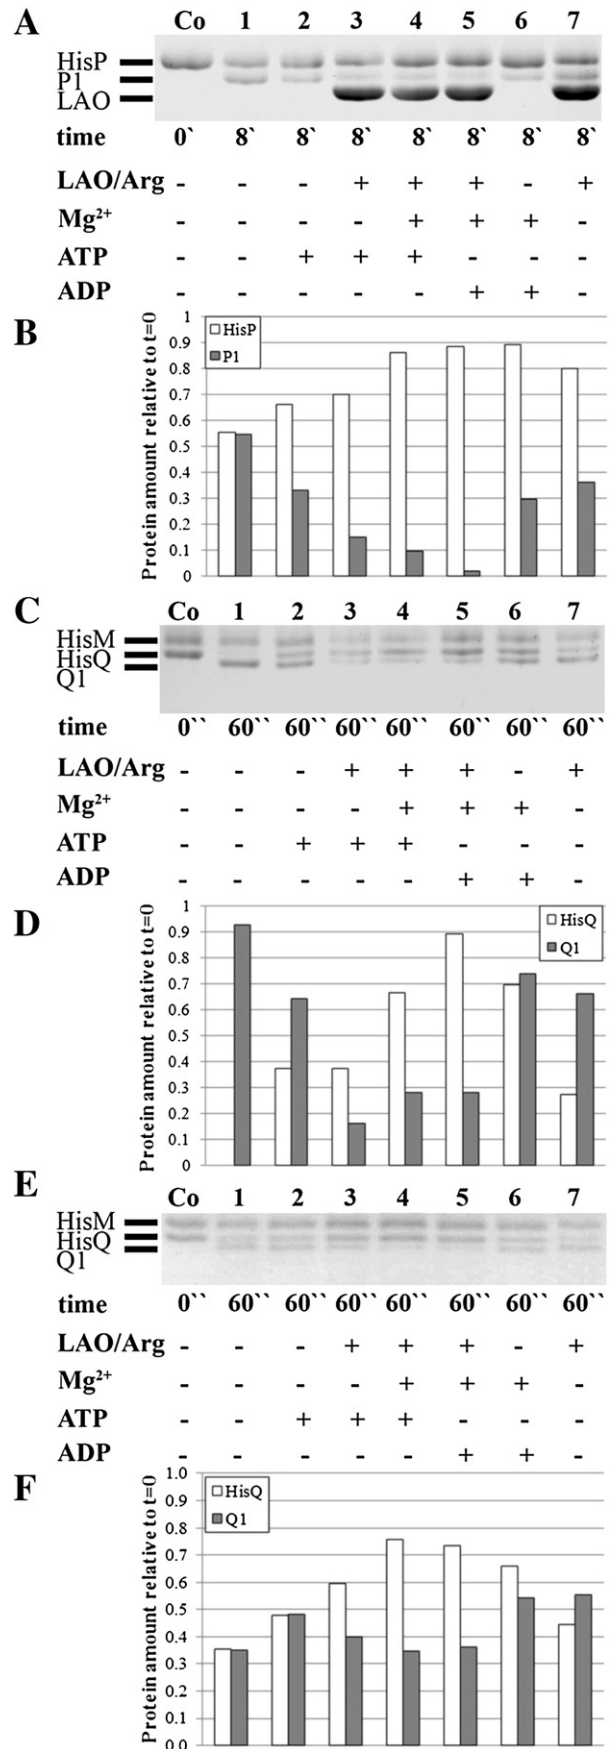 A
Co 1 2 3 4 5 6 7
HisP
P1
LAO
time 0` 8` 8` 8` 8` 8` 8` 8`
LAO/Arg - - - + + + - +
Mg²⁺ - - - - + + + -
ATP - - + + + - - -
ADP - - - - - + + -
B
Protein amount relative to t=0
1
0.9
0.8
0.7
0.6
0.5
0.4
0.3
0.2
0.1
0
HisP
P1
C
Co 1 2 3 4 5 6 7
HisM
HisQ
Q1
time 0`` 60`` 60`` 60`` 60`` 60`` 60`` 60``
LAO/Arg - - - + + + - +
Mg²⁺ - - - - + + + -
ATP - - + + + - - -
ADP - - - - - + + -
D
Protein amount relative to t=0
1
0.9
0.8
0.7
0.6
0.5
0.4
0.3
0.2
0.1
0
HisQ
Q1
E
Co 1 2 3 4 5 6 7
HisM
HisQ
Q1
time 0`` 60`` 60`` 60`` 60`` 60`` 60`` 60``
LAO/Arg - - - + + + - +
Mg²⁺ - - - - + + + -
ATP - - + + + - - -
ADP - - - - - + + -
F
Protein amount relative to t=0
1.0
0.9
0.8
0.7
0.6
0.5
0.4
0.3
0.2
0.1
0.0
HisQ
Q1